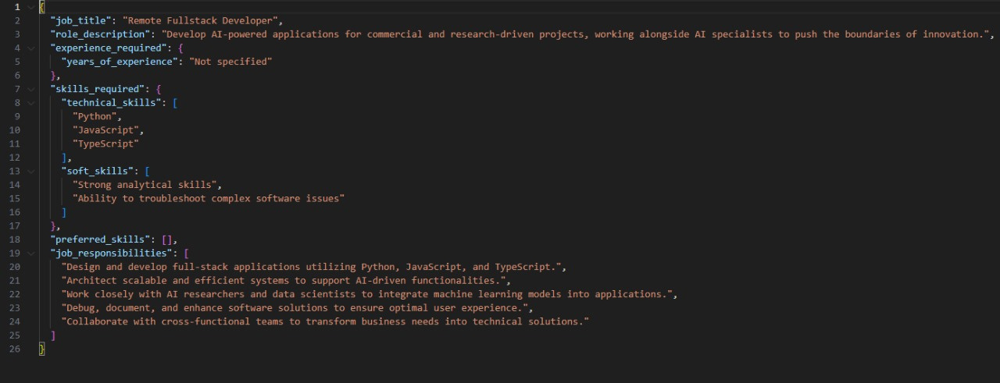 1 {
2   "job_title": "Remote Fullstack Developer",
3   "role_description": "Develop AI-powered applications for commercial and research-driven projects, working alongside AI specialists to push the boundaries of innovation.",
4   "experience_required": {
5     "years_of_experience": "Not specified"
6   },
7   "skills_required": {
8     "technical_skills": [
9       "Python",
10       "JavaScript",
11       "TypeScript"
12     ],
13     "soft_skills": [
14       "Strong analytical skills",
15       "Ability to troubleshoot complex software issues"
16     ]
17   },
18   "preferred_skills": [],
19   "job_responsibilities": [
20     "Design and develop full-stack applications utilizing Python, JavaScript, and TypeScript.",
21     "Architect scalable and efficient systems to support AI-driven functionalities.",
22     "Work closely with AI researchers and data scientists to integrate machine learning models into applications.",
23     "Debug, document, and enhance software solutions to ensure optimal user experience.",
24     "Collaborate with cross-functional teams to transform business needs into technical solutions."
25   ]
26 }